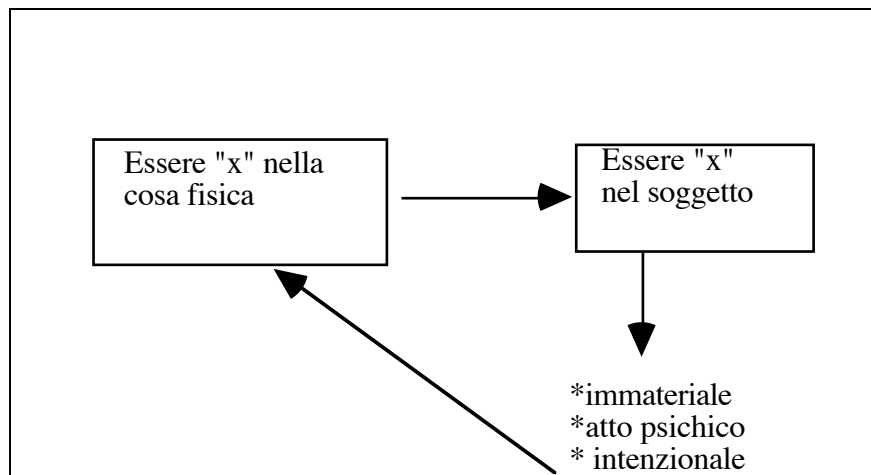 Essere "x" nella
cosa fisica
Essere "x"
nel soggetto
*immateriale
*atto psichico
* intenzionale